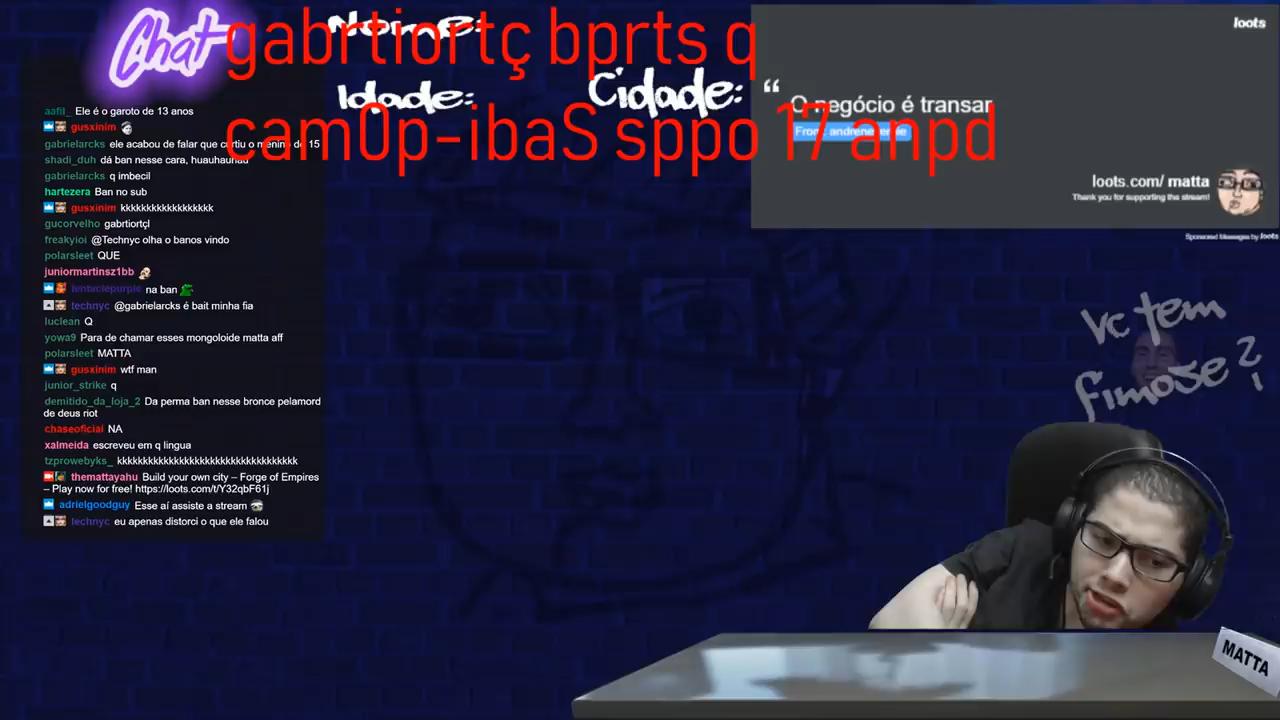 Chat
gabrtiortç bprts q
Nome:
Idade:
Cidade:
cam0p-ibaS sppo 17 anpd
loots
“
O negócio é transar
From:
loots.com/ matta
Thank you for supporting the stream!
Sponsored Messages by loots
aafil_ Ele é o garoto de 13 anos
gusxinim
gabrielarcks ele acabou de falar que curtiu o menino de 15
shadi_duh dá ban nesse cara, huauhauhad
gabrielarcks q imbecil
hartezera Ban no sub
gusxinim kkkkkkkkkkkkkkkkkk
gucorvelho gabrtiortçl
freakyioi @Technyc olha o banos vindo
polarsleet QUE
juniormartinsz1bb
tentaclepurple na ban
technyc @gabrielarcks é bait minha fia
luclean Q
yowa9 Para de chamar esses mongoloide matta aff
polarsleet MATTA
gusxinim wtf man
junior_strike q
demitido_da_loja_2 Da perma ban nesse bronce pelamord
de deus riot
chaseoficial NA
xalmeida escreveu em q lingua
tzprowebyks_ kkkkkkkkkkkkkkkkkkkkkkkkkkkkkkkkkkk
themattayahu Build your own city – Forge of Empires
– Play now for free! https://loots.com/t/Y32qbF61j
adrielgoodguy Esse aí assiste a stream
technyc eu apenas distorci o que ele falou
vc tem
fimose?
MATTA